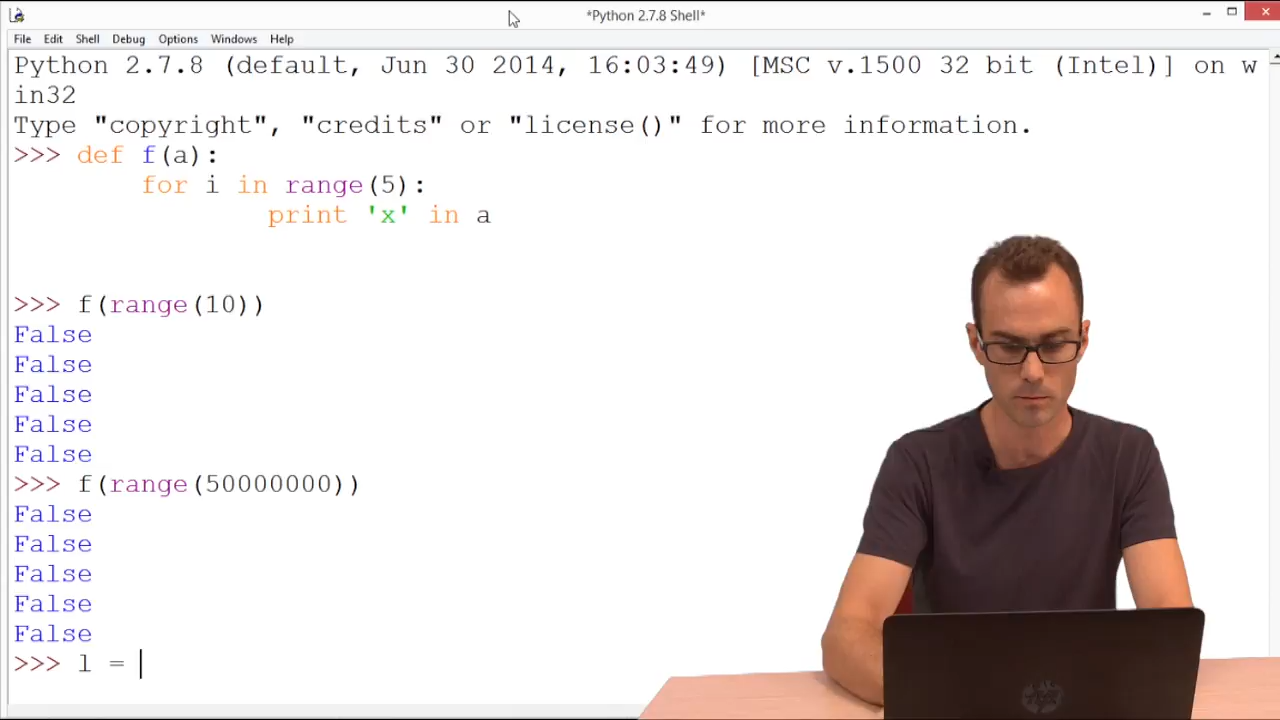 *Python 2.7.8 Shell*
File Edit Shell Debug Options Windows Help
Python 2.7.8 (default, Jun 30 2014, 16:03:49) [MSC v.1500 32 bit (Intel)] on w
in32
Type "copyright", "credits" or "license()" for more information.
>>> def f(a):
        for i in range(5):
                print 'x' in a
>>> f(range(10))
False
False
False
False
False
>>> f(range(50000000))
False
False
False
False
False
>>> l =